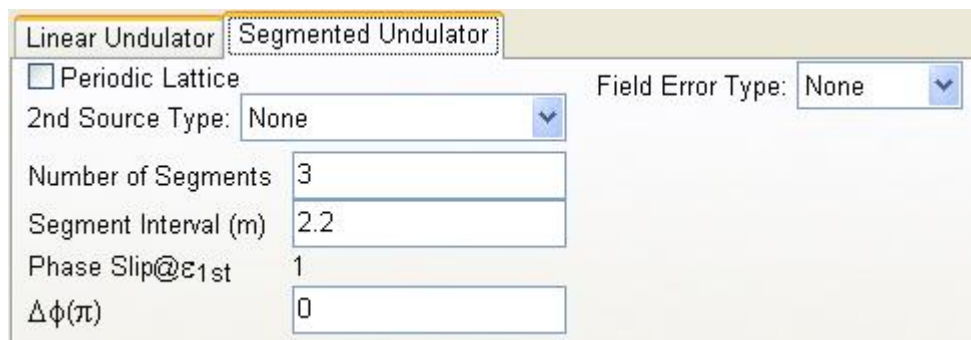 Linear Undulator Segmented Undulator
Periodic Lattice Field Error Type: None
2nd Source Type: None
Number of Segments 3
Segment Interval (m) 2.2
Phase Slip@ε1st 1
Δϕ(π) 0